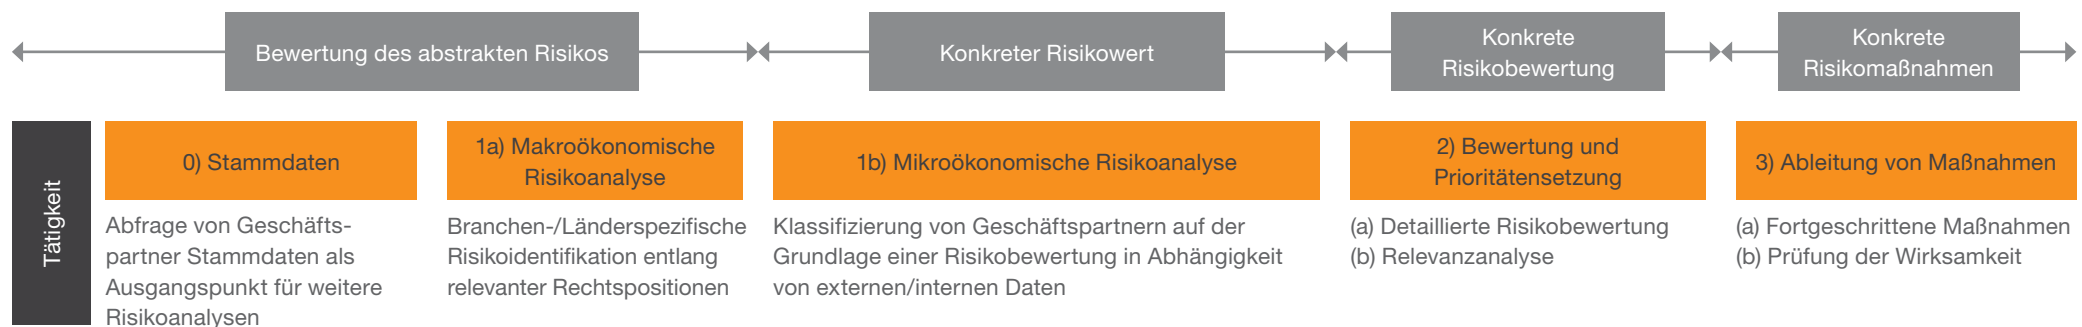 Bewertung des abstrakten Risikos
Konkreter Risikowert
Konkrete
Risikobewertung
Konkrete
Risikomaßnahmen
Tätigkeit
0) Stammdaten
Abfrage von Geschäfts-
partner Stammdaten als
Ausgangspunkt für weitere
Risikoanalysen
1a) Makroökonomische
Risikoanalyse
Branchen-/Länderspezifische
Risikoidentifikation entlang
relevanter Rechtspositionen
1b) Mikroökonomische Risikoanalyse
Klassifizierung von Geschäftspartnern auf der
Grundlage einer Risikobewertung in Abhängigkeit
von externen/internen Daten
2) Bewertung und
Prioritätensetzung
(a) Detaillierte Risikobewertung
(b) Relevanzanalyse
3) Ableitung von Maßnahmen
(a) Fortgeschrittene Maßnahmen
(b) Prüfung der Wirksamkeit